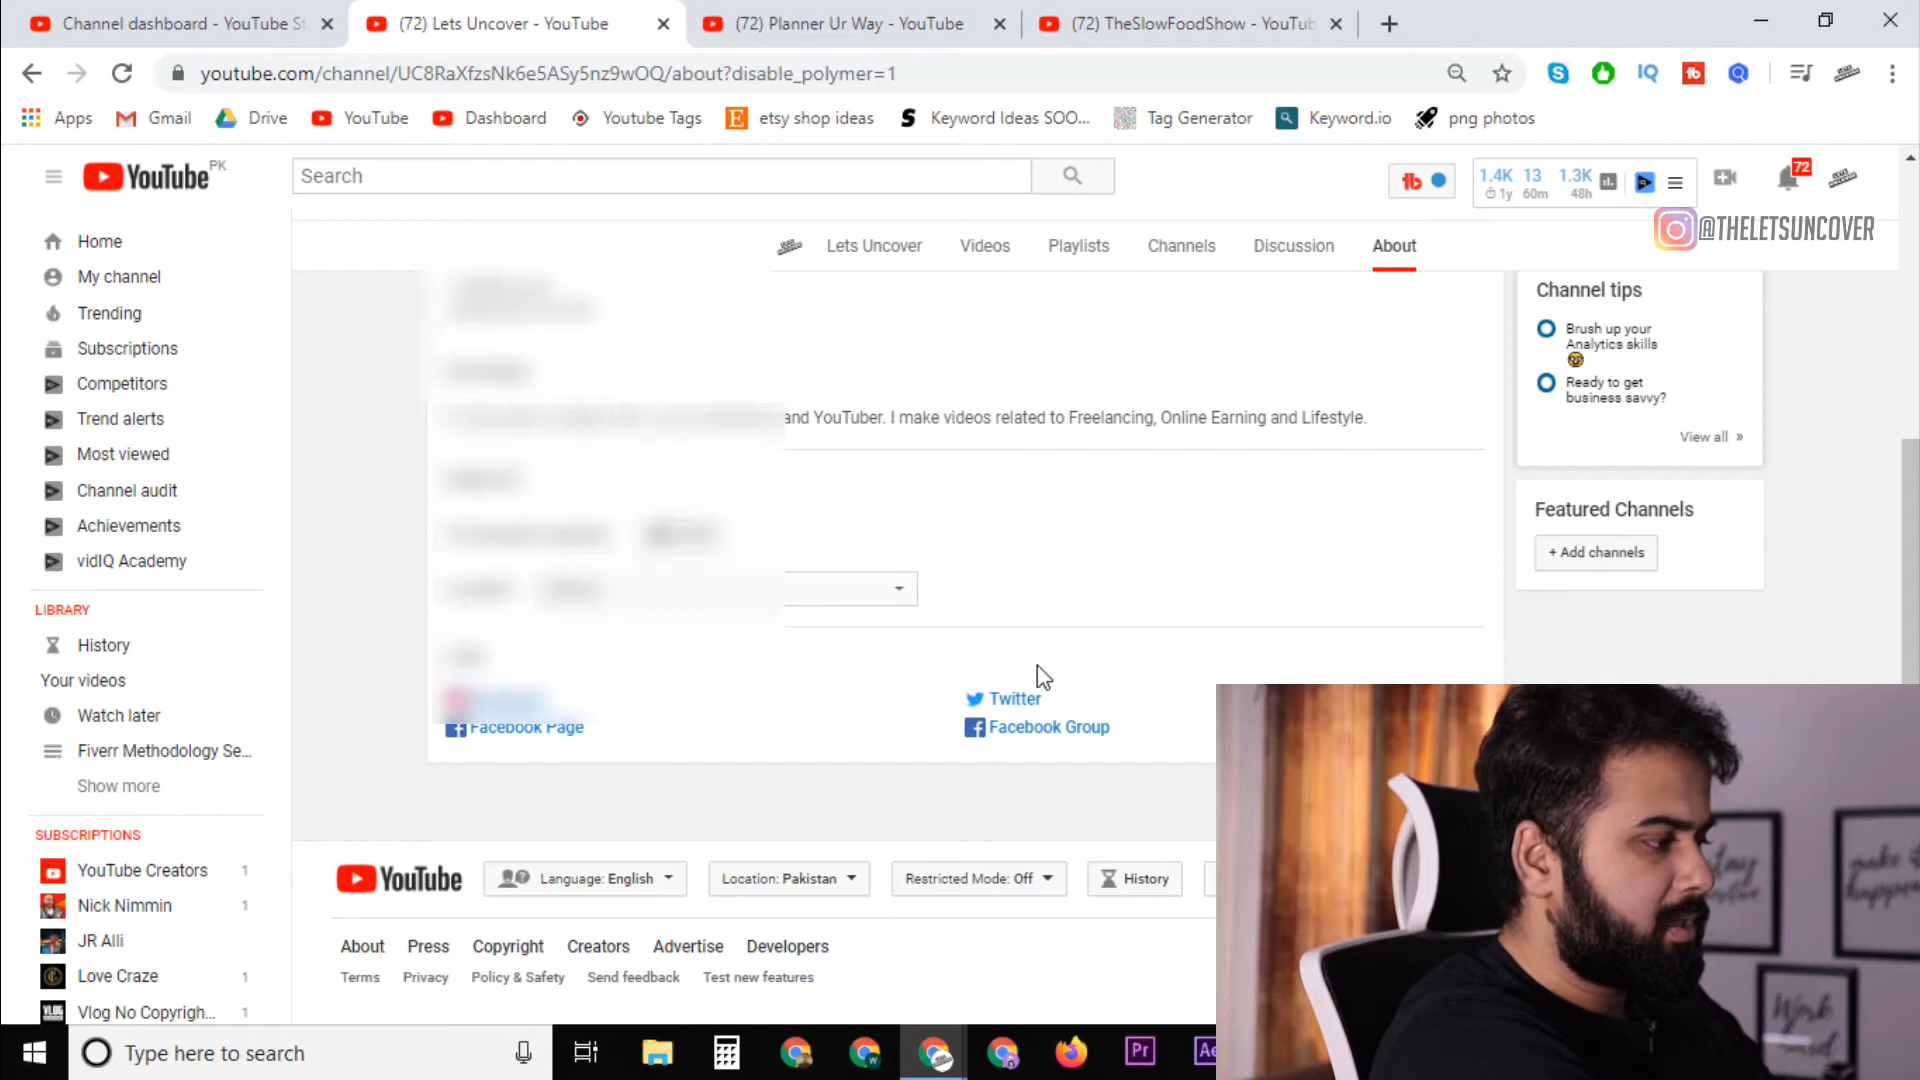 Channel dashboard - YouTube St
(72) Lets Uncover - YouTube
(72) Planner Ur Way - YouTube
(72) TheSlowFoodShow - YouTub
youtube.com/channel/UC8RaXfzsNk6e5ASy5nz9wOQ/about?disable_polymer=1
IQ
Apps
Gmail
Drive
YouTube
Dashboard
Youtube Tags
etsy shop ideas
Keyword Ideas SOO...
Tag Generator
Keyword.io
png photos
YouTube PK
Search
1.4K 13 1.3K
1y 60m 48h
72
@THELETSUNCOVER
Lets Uncover
Videos
Playlists
Channels
Discussion
About
Home
My channel
Trending
Subscriptions
Competitors
Trend alerts
Most viewed
Channel audit
Achievements
vidIQ Academy
LIBRARY
History
Your videos
Watch later
Fiverr Methodology Se...
Show more
SUBSCRIPTIONS
YouTube Creators 1
Nick Nimmin 1
JR Alli
Love Craze 1
Vlog No Copyrigh... 1
and YouTuber. I make videos related to Freelancing, Online Earning and Lifestyle.
Twitter
Facebook Page
Facebook Group
Channel tips
Brush up your
Analytics skills
Ready to get
business savvy?
View all »
Featured Channels
+ Add channels
YouTube
Language: English
Location: Pakistan
Restricted Mode: Off
History
About Press Copyright Creators Advertise Developers
Terms Privacy Policy & Safety Send feedback Test new features
Type here to search
Pr
Ae
Work